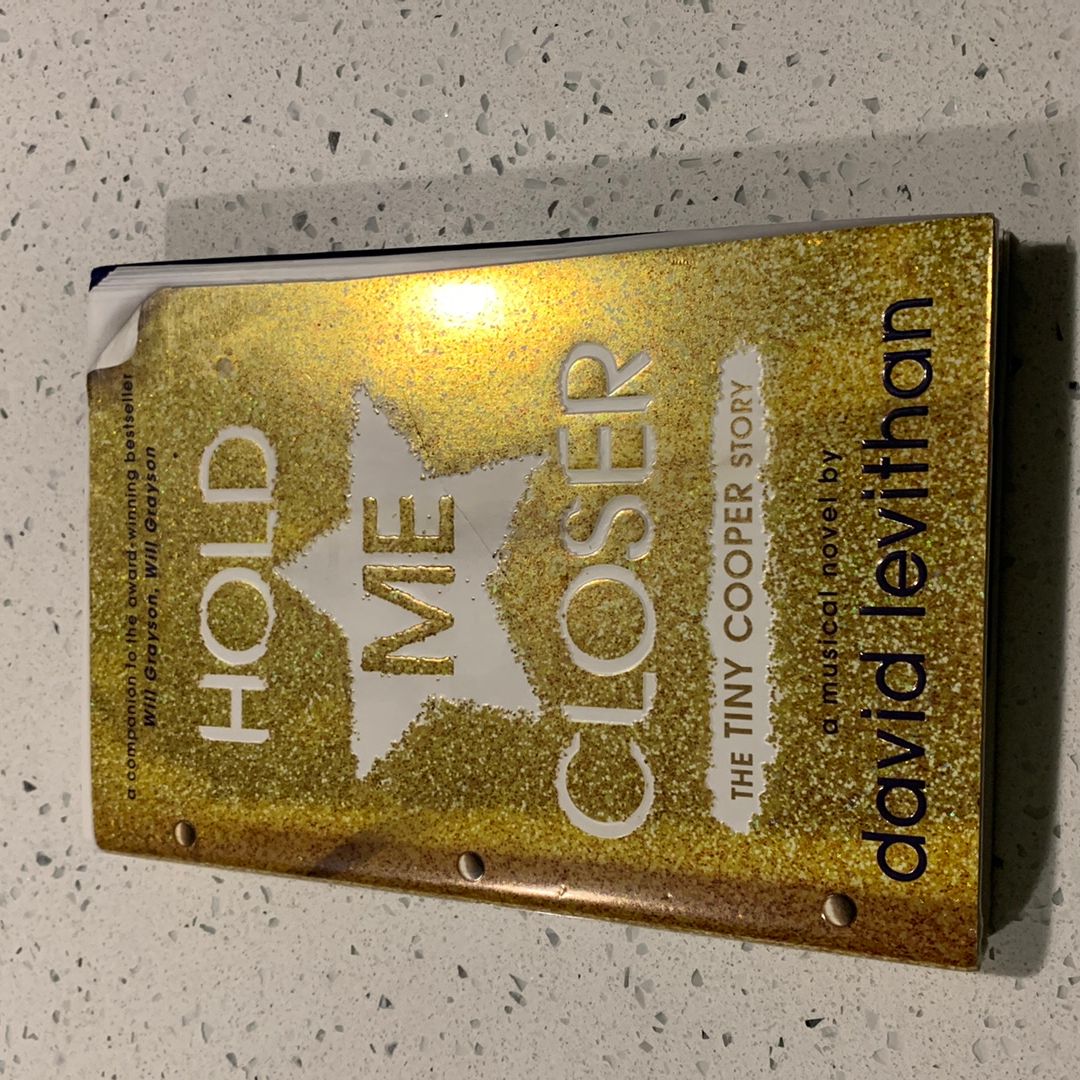 a companion to the award-winning bestseller
Will Grayson, Will Grayson
HOLD
ME
CLOSER
THE TINY COOPER STORY
a musical novel by
david levithan